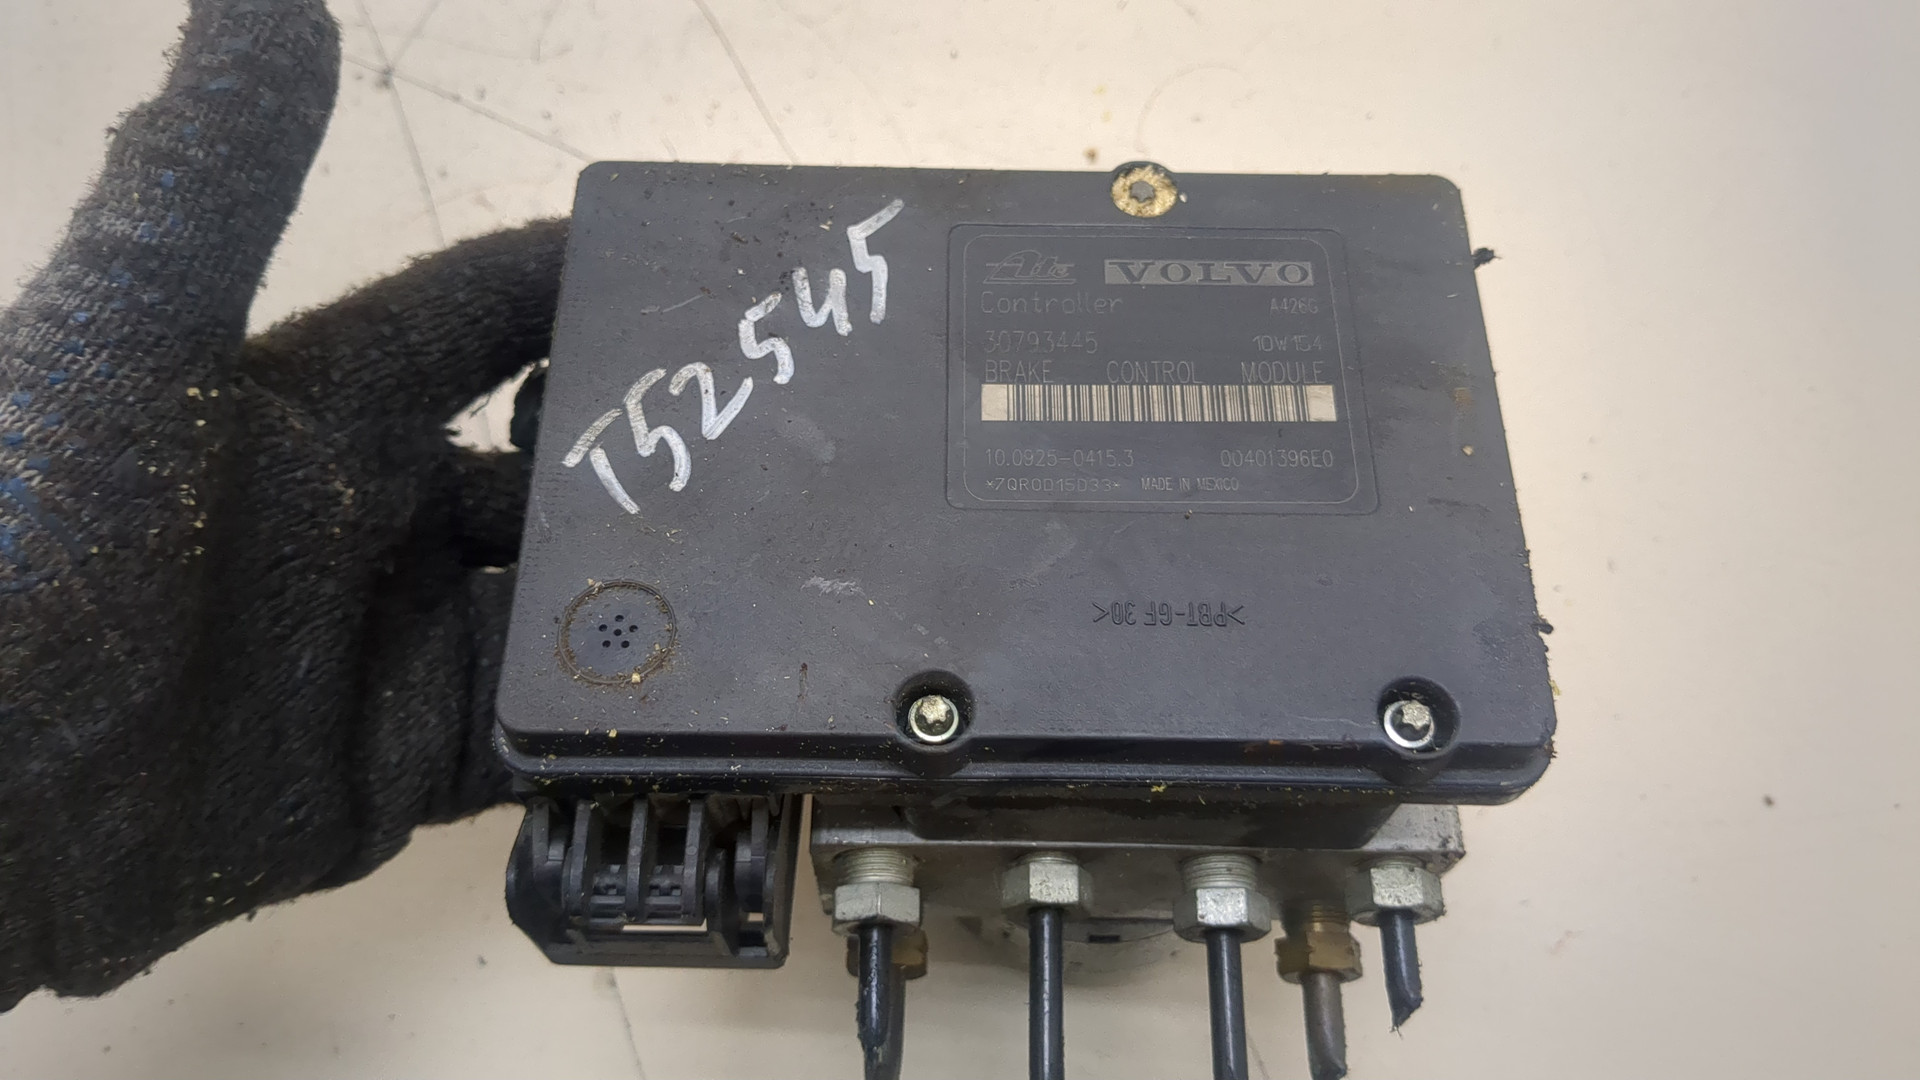 T52545
Ate VOLVO
Controller A426G
30793445 10W154
BRAKE CONTROL MODULE
10.0925-0415.3 00401396E0
*7QR0D15D33* MADE IN MEXICO
>PBT-GF 30<